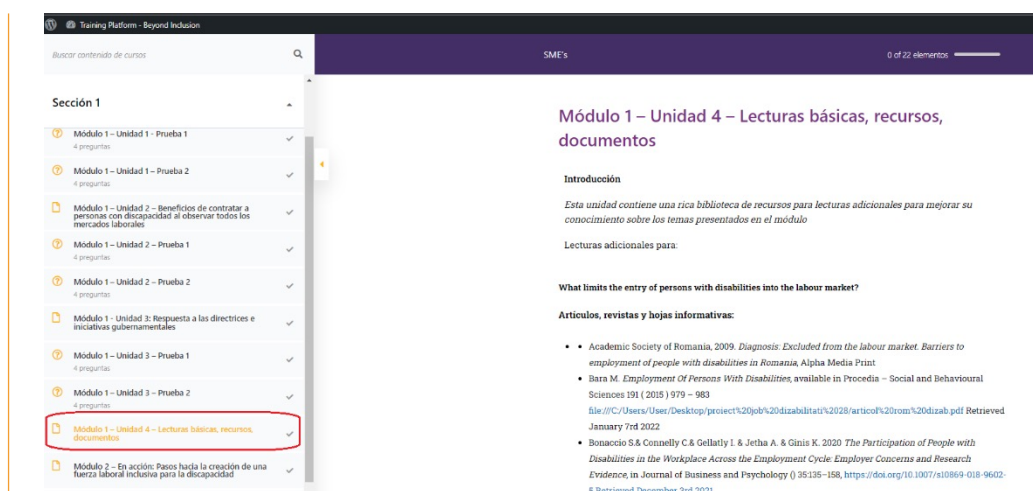 Training Platform - Beyond Inclusion
Buscar contenido de cursos
SME's
0 of 22 elementos
Sección 1
Módulo 1 – Unidad 1 - Prueba 1
4 preguntas
Módulo 1 – Unidad 1 – Prueba 2
4 preguntas
Módulo 1 – Unidad 2 – Beneficios de contratar a
personas con discapacidad al observar todos los
mercados laborales
Módulo 1 – Unidad 2 – Prueba 1
4 preguntas
Módulo 1 – Unidad 2 – Prueba 2
4 preguntas
Módulo 1 - Unidad 3: Respuesta a las directrices e
iniciativas gubernamentales
Módulo 1 – Unidad 3 – Prueba 1
4 preguntas
Módulo 1 – Unidad 3 – Prueba 2
4 preguntas
Módulo 1 – Unidad 4 – Lecturas básicas, recursos,
documentos
Módulo 2 – En acción: Pasos hacia la creación de una
fuerza laboral inclusiva para la discapacidad
Módulo 1 – Unidad 4 – Lecturas básicas, recursos,
documentos
Introducción
Esta unidad contiene una rica biblioteca de recursos para lecturas adicionales para mejorar su
conocimiento sobre los temas presentados en el módulo
Lecturas adicionales para:
What limits the entry of persons with disabilities into the labour market?
Artículos, revistas y hojas informativas:
• • Academic Society of Romania, 2009. Diagnosis: Excluded from the labour market. Barriers to
employment of people with disabilities in Romania, Alpha Media Print
• Bara M. Employment Of Persons With Disabilities, available in Procedia – Social and Behavioural
Sciences 191 ( 2015 ) 979 – 983
file:///C:/Users/User/Desktop/proiect%20job%20dizabilitati%2028/articol%20rom%20dizab.pdf Retrieved
January 7rd 2022
• Bonaccio S.& Connelly C.& Gellatly I. & Jetha A. & Ginis K. 2020 The Participation of People with
Disabilities in the Workplace Across the Employment Cycle: Employer Concerns and Research
Evidence, in Journal of Business and Psychology () 35:135–158, https://doi.org/10.1007/s10869-018-9602-
5 Retrieved December 3rd 2021